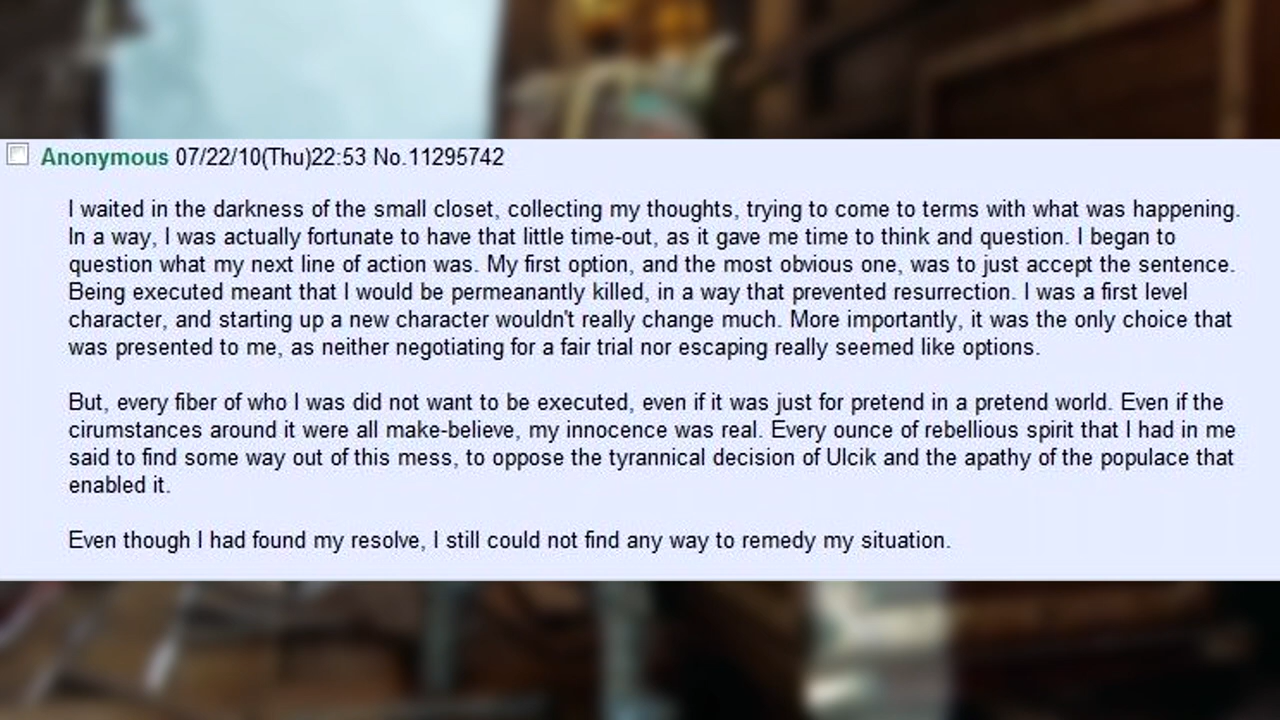 Anonymous 07/22/10(Thu)22:53 No.11295742
I waited in the darkness of the small closet, collecting my thoughts, trying to come to terms with what was happening.
In a way, I was actually fortunate to have that little time-out, as it gave me time to think and question. I began to
question what my next line of action was. My first option, and the most obvious one, was to just accept the sentence.
Being executed meant that I would be permeanantly killed, in a way that prevented resurrection. I was a first level
character, and starting up a new character wouldn't really change much. More importantly, it was the only choice that
was presented to me, as neither negotiating for a fair trial nor escaping really seemed like options.
But, every fiber of who I was did not want to be executed, even if it was just for pretend in a pretend world. Even if the
cirumstances around it were all make-believe, my innocence was real. Every ounce of rebellious spirit that I had in me
said to find some way out of this mess, to oppose the tyrannical decision of Ulcik and the apathy of the populace that
enabled it.
Even though I had found my resolve, I still could not find any way to remedy my situation.